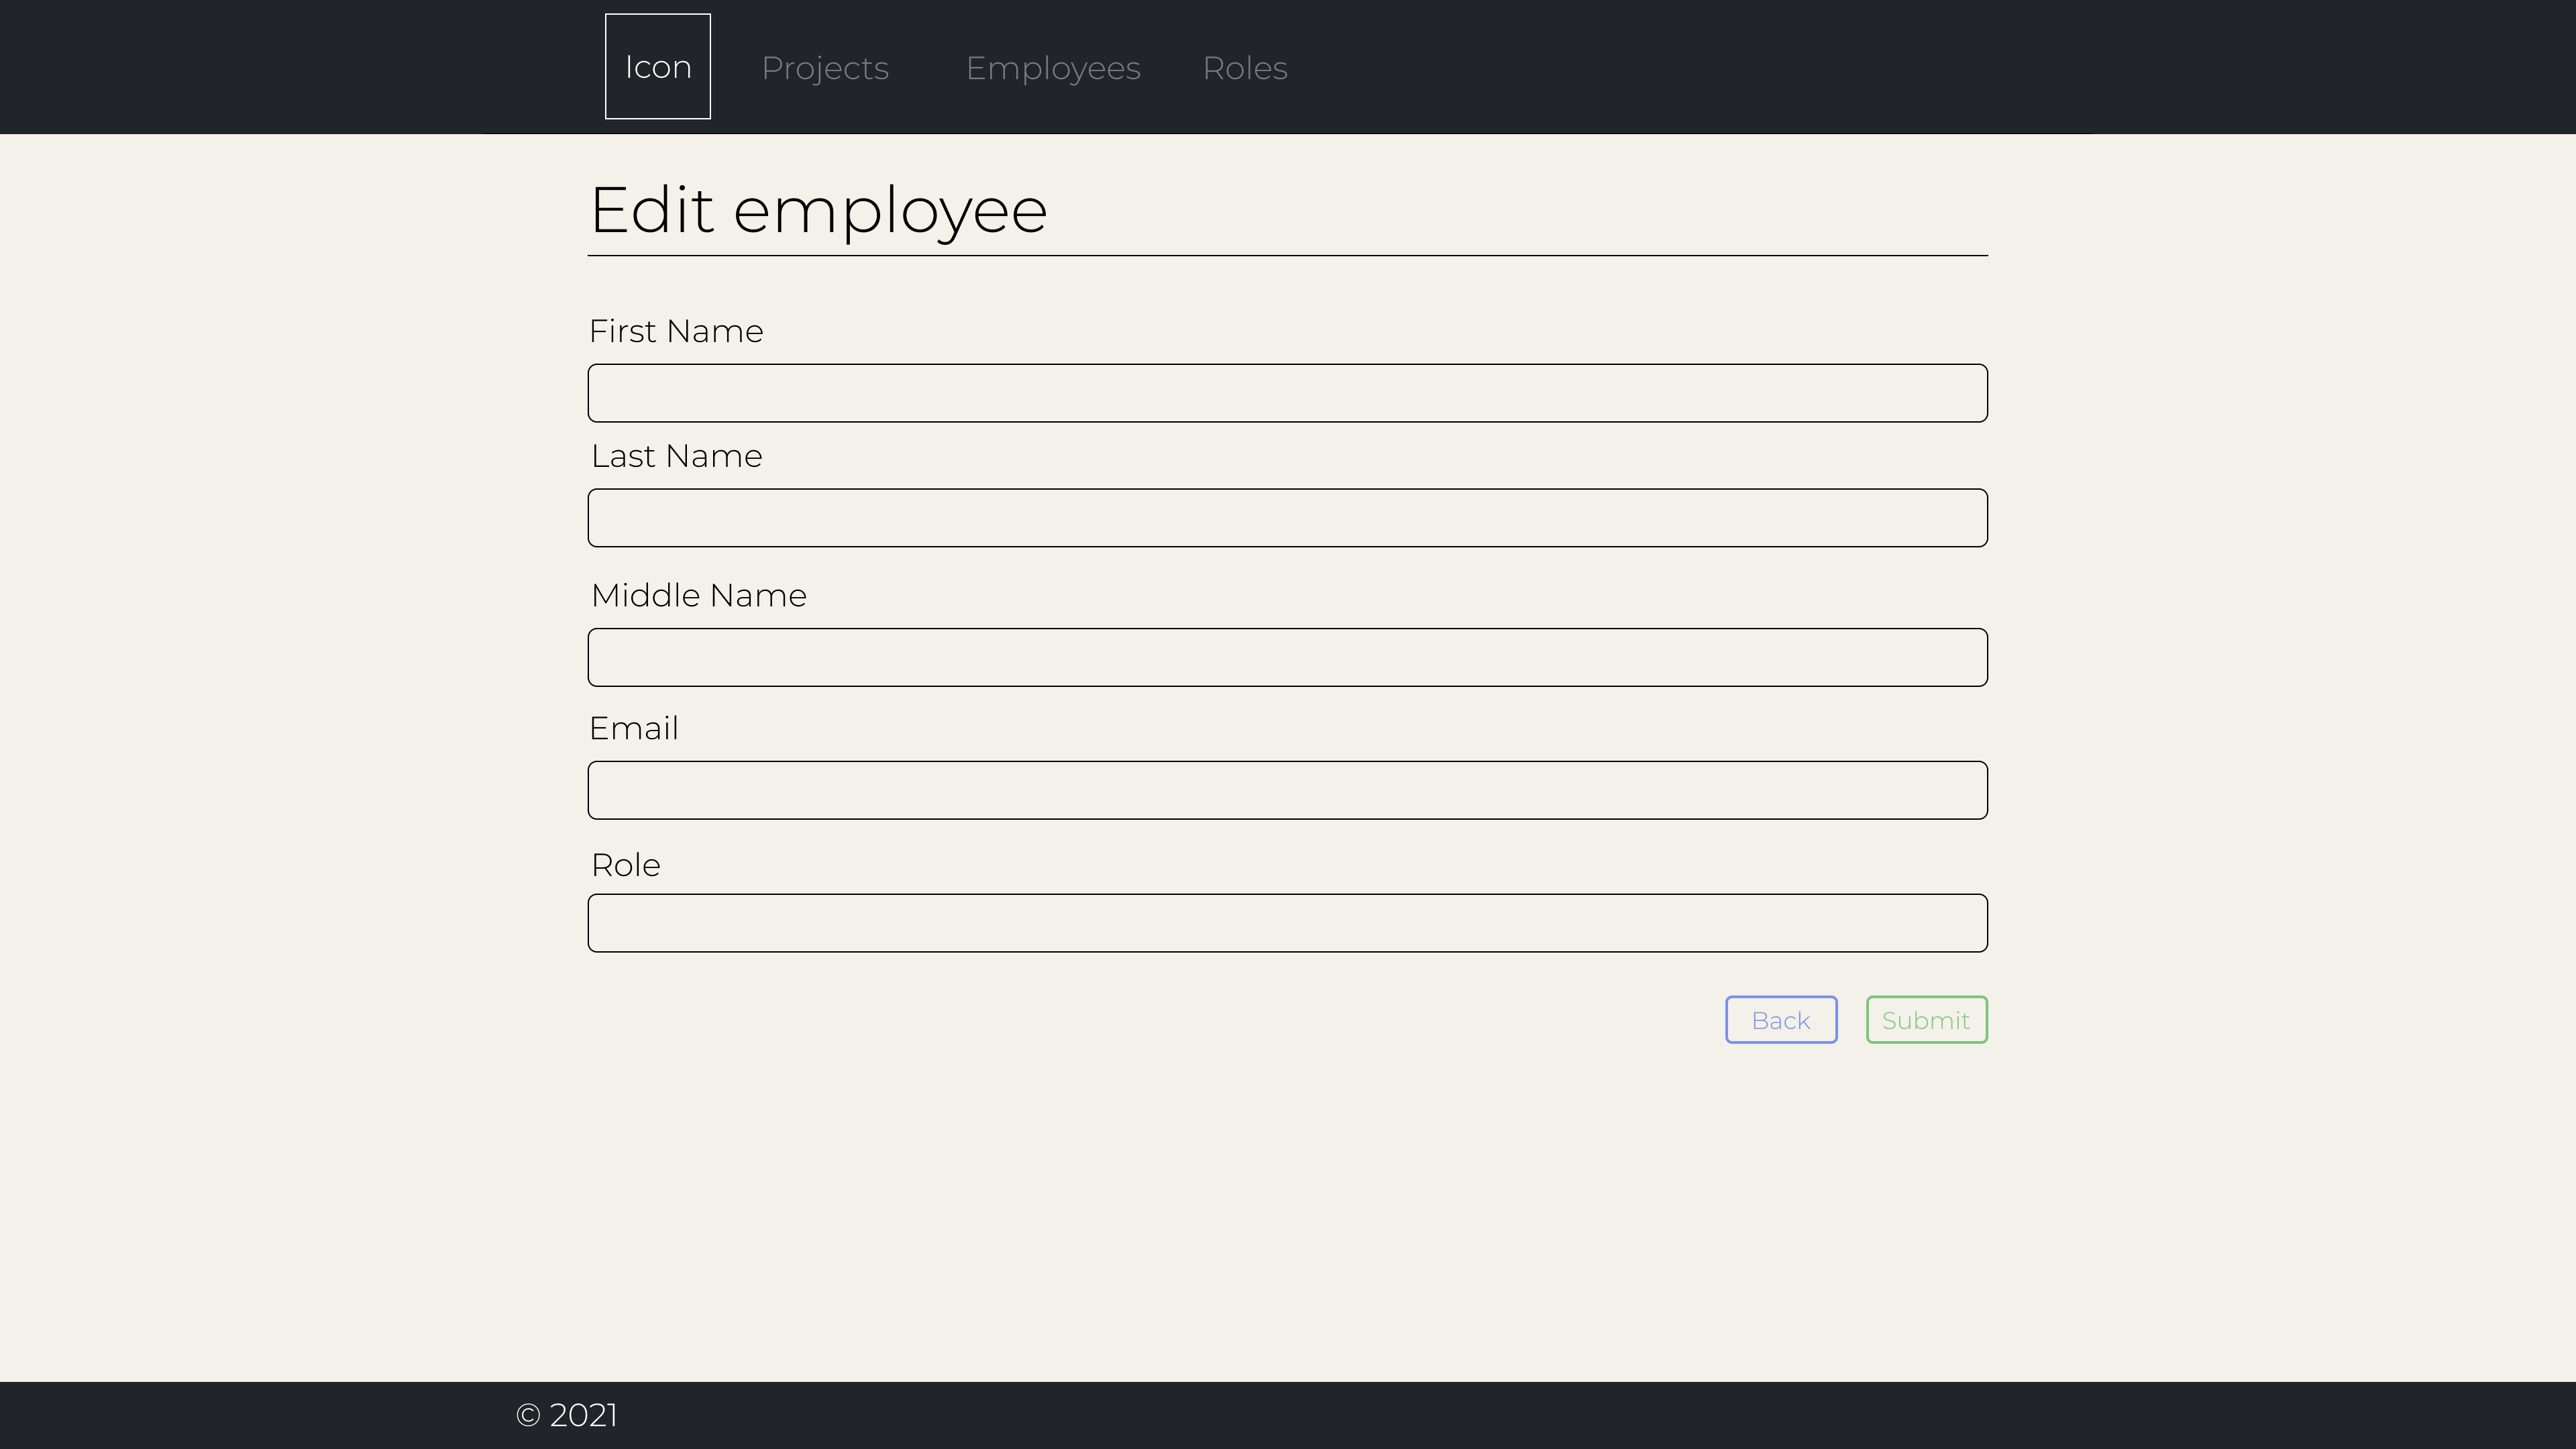 Icon Projects Employees Roles
Edit employee
First Name
Last Name
Middle Name
Email
Role
Back Submit
© 2021